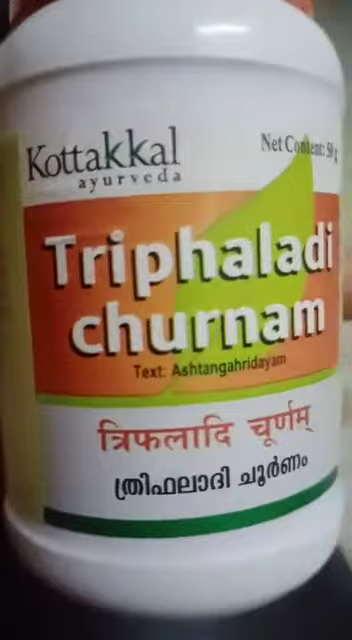 Kottakkal
ayurveda
Net Content: 50 g
Triphaladi
churnam
Text: Ashtangahridayam
त्रिफलादि चूर्णम्
ത്രിഫലാദി ചൂർണം